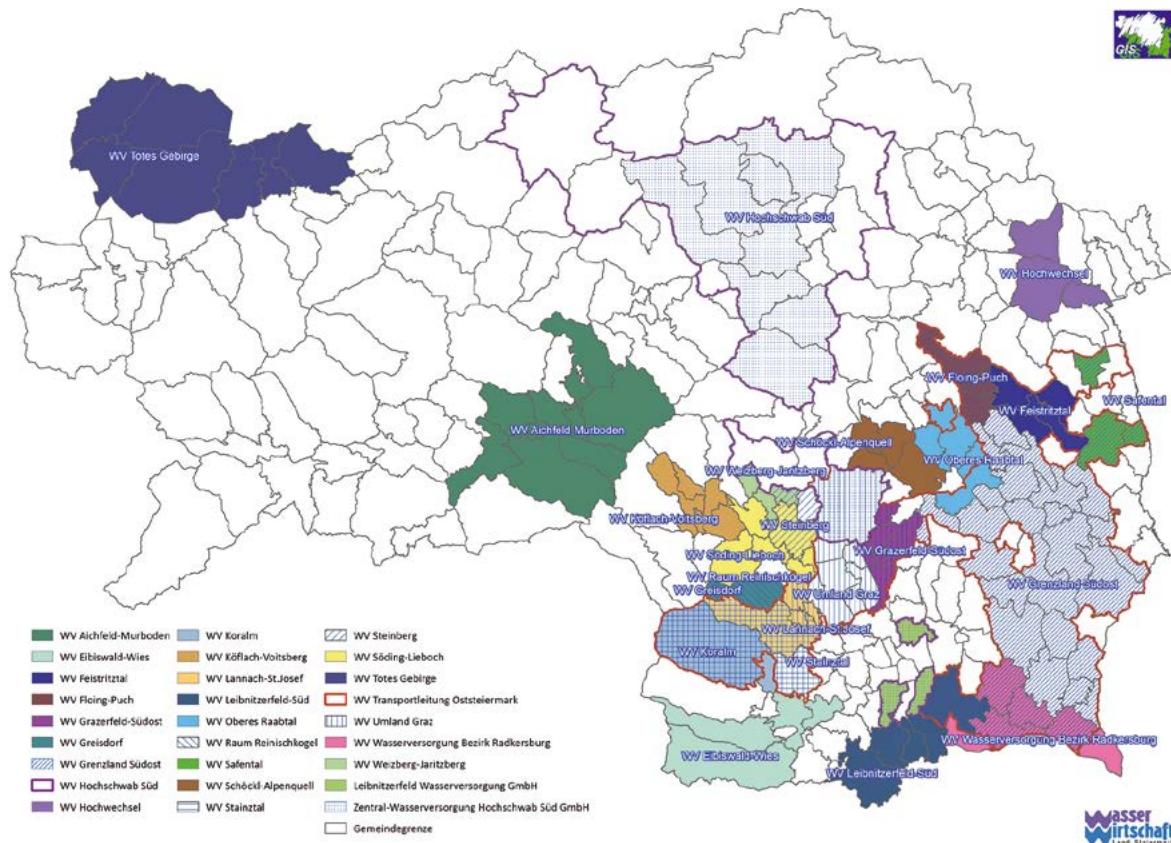 GIS
WV Totes Gebirge
WV Hochschwab Süd
WV Hochwechsel
WV Floing-Puch
WV Safental
WV Feistritztal
WV Aichfeld-Murboden
WV Schöckl-Alpenquell
WV Oberes Raabtal
WV Weizberg-Jaritzberg
WV Köflach-Voitsberg
WV Steinberg
WV Söding-Lieboch
WV Grazerfeld-Südost
WV Raum Reinischkogel
WV Greisdorf
WV Umland Graz
WV Grenzland-Südost
WV Lannach-St.Josef
WV Koralm
WV Stainztal
WV Eibiswald-Wies
WV Wasserversorgung Bezirk Radkersburg
WV Leibnitzerfeld-Süd
WV Aichfeld-Murboden
WV Eibiswald-Wies
WV Feistritztal
WV Floing-Puch
WV Grazerfeld-Südost
WV Greisdorf
WV Grenzland Südost
WV Hochschwab Süd
WV Hochwechsel
WV Koralm
WV Köflach-Voitsberg
WV Lannach-St.Josef
WV Leibnitzerfeld-Süd
WV Oberes Raabtal
WV Raum Reinischkogel
WV Safental
WV Schöckl-Alpenquell
WV Stainztal
WV Steinberg
WV Söding-Lieboch
WV Totes Gebirge
WV Transportleitung Oststeiermark
WV Umland Graz
WV Wasserversorgung Bezirk Radkersburg
WV Weizberg-Jaritzberg
Leibnitzfeld Wasserversorgung GmbH
Zentral-Wasserversorgung Hochschwab Süd GmbH
Gemeindegrenze
Wasser
Wirtschaft
Land Steiermark